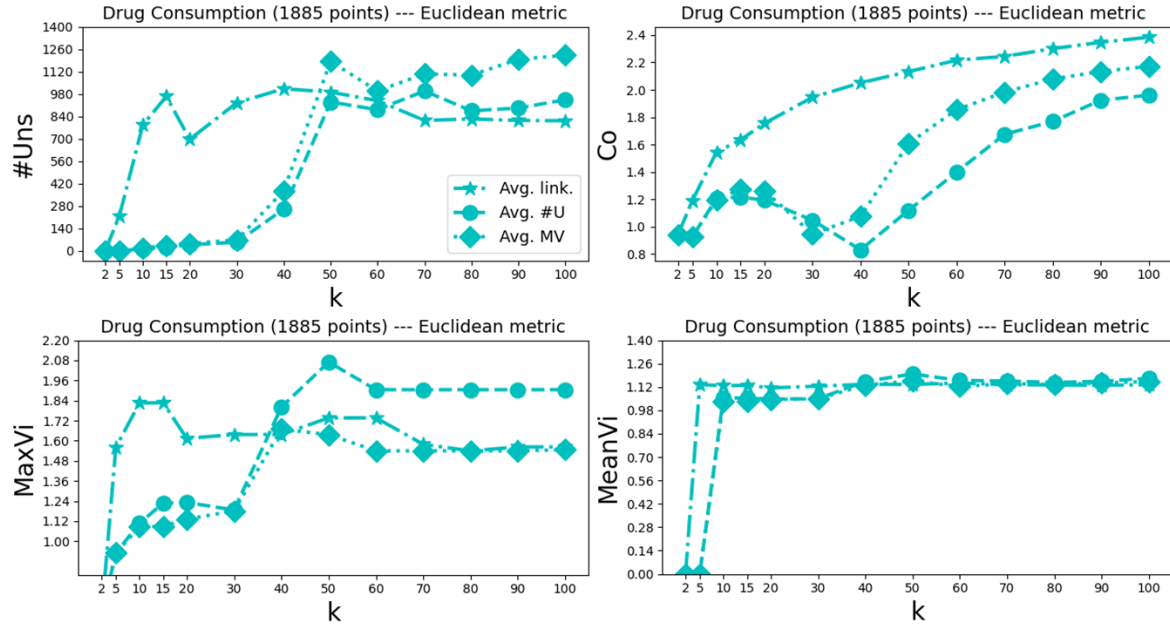 Drug Consumption (1885 points) --- Euclidean metric
1400
1260
1120
980
840
700
560
420
280
140
0
#Uns
Avg. link.
Avg. #U
Avg. MV
2 5 10 15 20 30 40 50 60 70 80 90 100
k
Drug Consumption (1885 points) --- Euclidean metric
2.4
2.2
2.0
1.8
1.6
1.4
1.2
1.0
0.8
Co
2 5 10 15 20 30 40 50 60 70 80 90 100
k
Drug Consumption (1885 points) --- Euclidean metric
2.20
2.08
1.96
1.84
1.72
1.60
1.48
1.36
1.24
1.12
1.00
MaxVi
2 5 10 15 20 30 40 50 60 70 80 90 100
k
Drug Consumption (1885 points) --- Euclidean metric
1.40
1.26
1.12
0.98
0.84
0.70
0.56
0.42
0.28
0.14
0.00
MeanVi
2 5 10 15 20 30 40 50 60 70 80 90 100
k